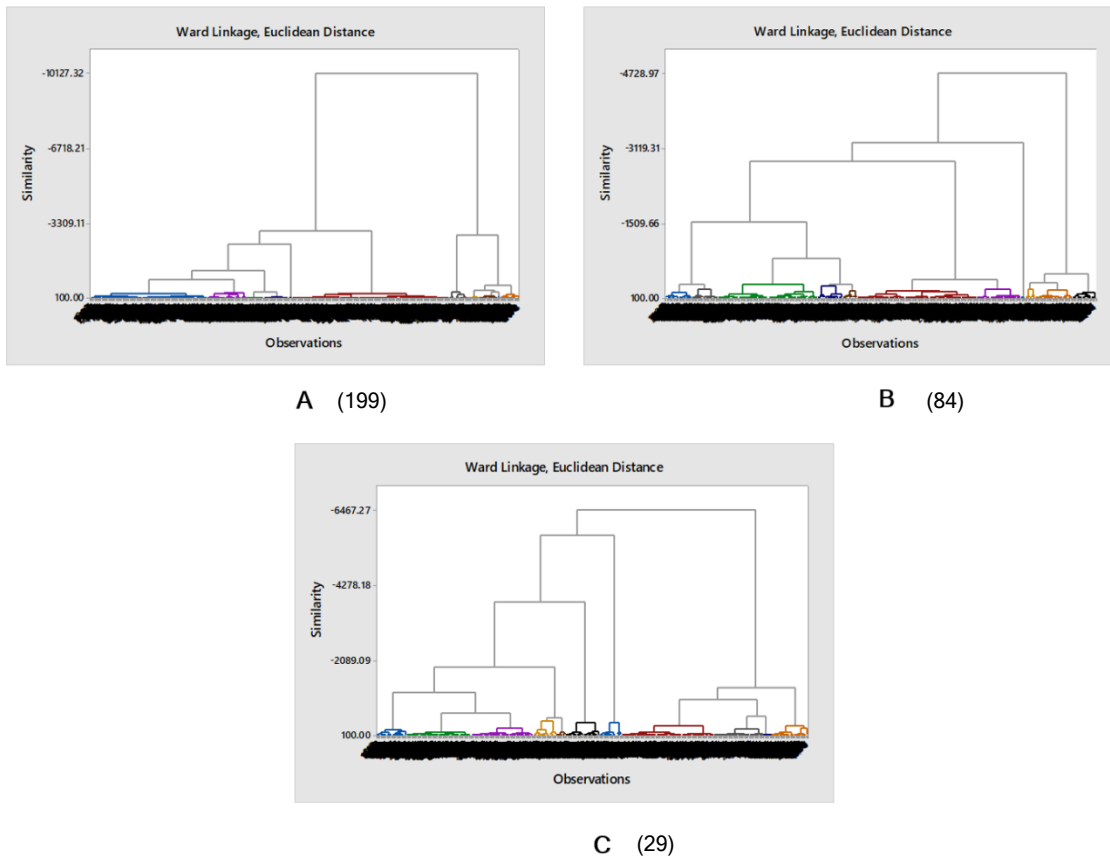 Ward Linkage, Euclidean Distance
-10127.32
-6718.21
-3309.11
100.00
Similarity
Observations
A (199)
Ward Linkage, Euclidean Distance
-4728.97
-3119.31
-1509.66
100.00
Similarity
Observations
B (84)
Ward Linkage, Euclidean Distance
-6467.27
-4278.18
-2089.09
100.00
Similarity
Observations
C (29)